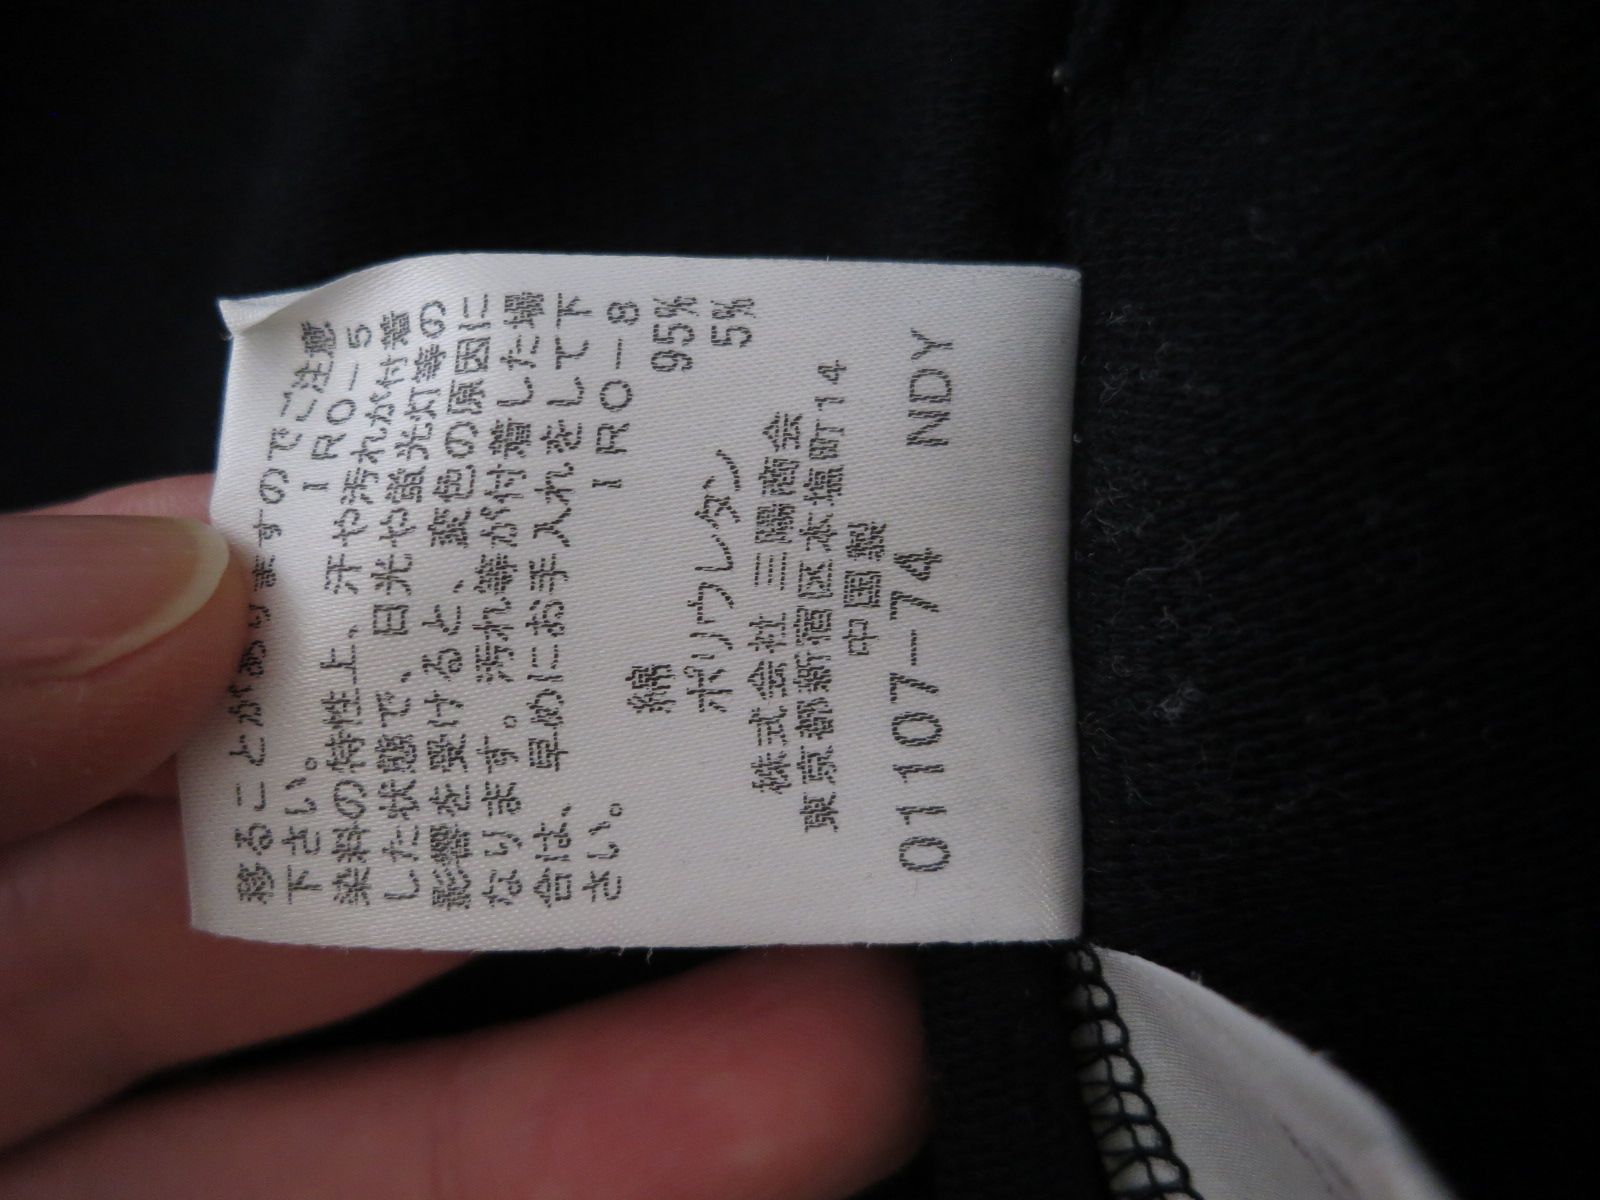 移ることがありますのでご注意
下さい。 IRO-5
染料の特性上、汗や汚れが付着
した状態で、日光や蛍光灯等の
影響を受けると、変色の原因に
なります。汚れ等が付着した場
合は、早めにお手入れをして下
さい。 IRO-8
綿 95%
ポリウレタン 5%
株式会社 三陽商会
東京都新宿区本塩町14
中国製
01107-74 NDY